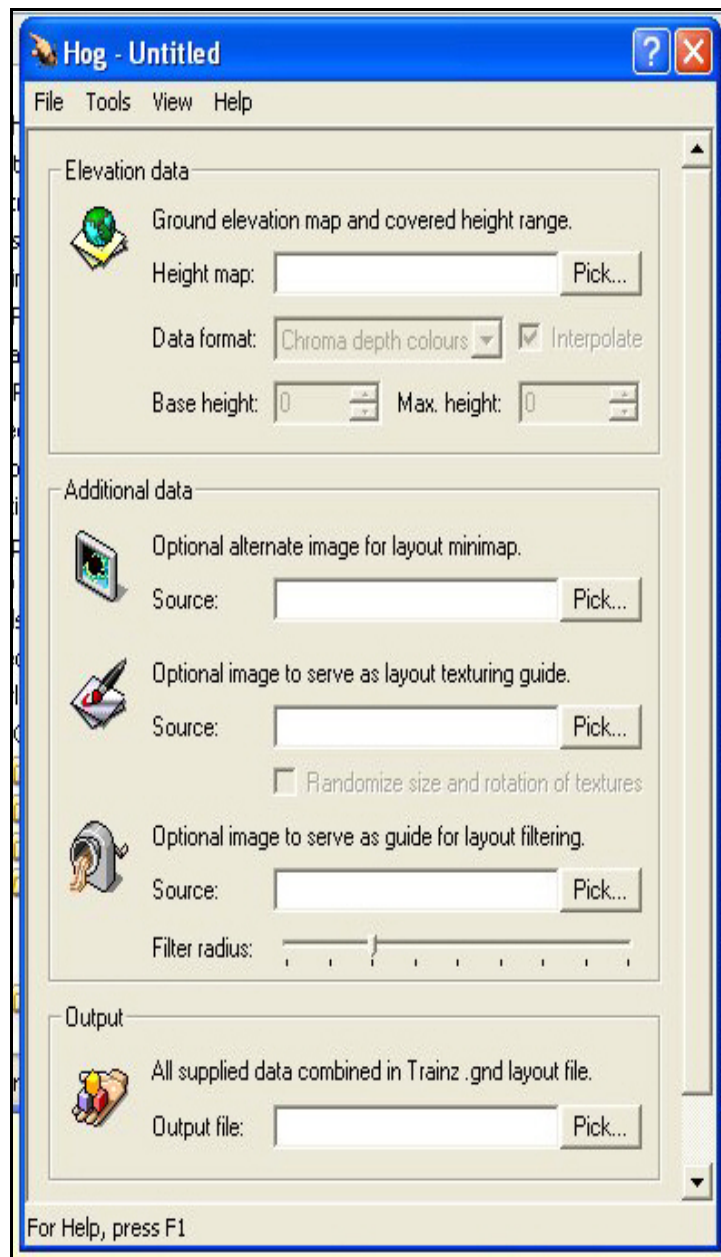 Hog - Untitled
File Tools View Help
Elevation data
Ground elevation map and covered height range.
Height map: Pick...
Data format: Chroma depth colours Interpolate
Base height: 0 Max. height: 0
Additional data
Optional alternate image for layout minimap.
Source: Pick...
Optional image to serve as layout texturing guide.
Source: Pick...
Randomize size and rotation of textures
Optional image to serve as guide for layout filtering.
Source: Pick...
Filter radius:
Output
All supplied data combined in Trainz .gnd layout file.
Output file: Pick...
For Help, press F1